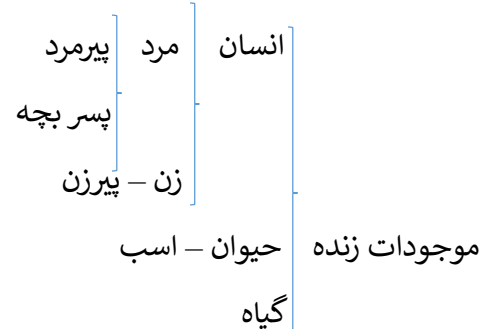 انسان مرد پیرمرد
پسر بچه
زن – پیرزن
موجودات زنده حیوان – اسب
گیاه